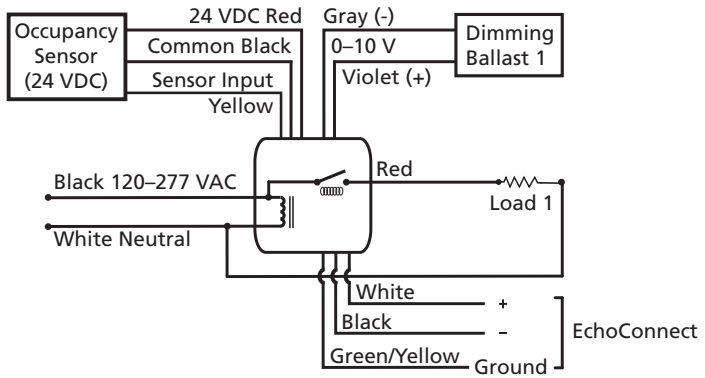 Occupancy
Sensor
(24 VDC)
24 VDC Red
Common Black
Sensor Input
Yellow
Gray (-)
0–10 V
Violet (+)
Dimming
Ballast 1
Black 120–277 VAC
White Neutral
Red
Load 1
White
+
Black
–
Green/Yellow
Ground
EchoConnect